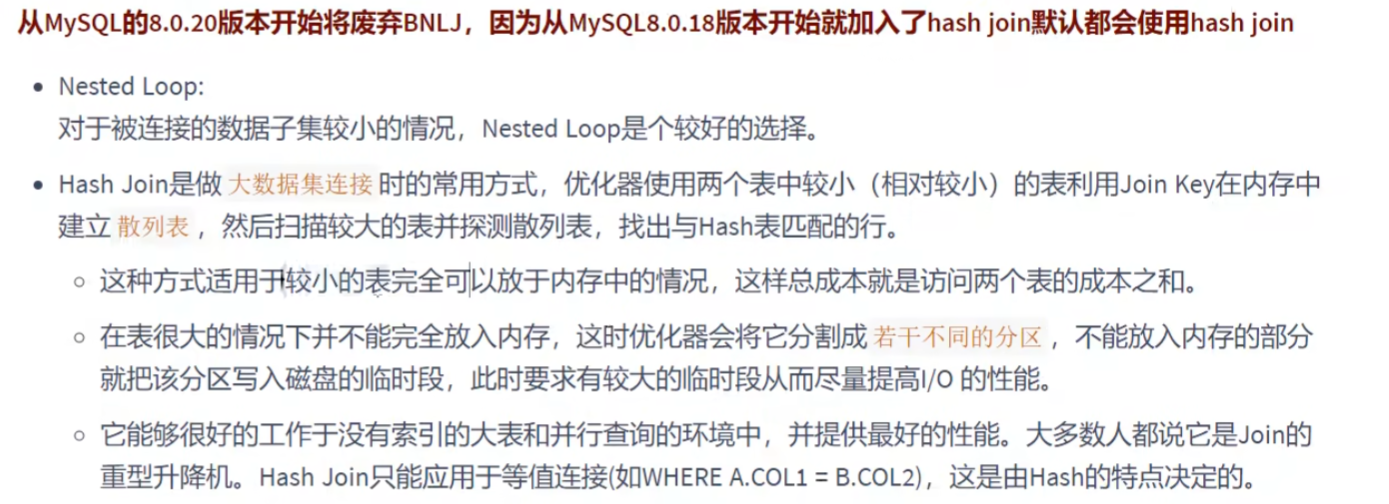 从MySQL的8.0.20版本开始将废弃BNLJ，因为从MySQL8.0.18版本开始就加入了hash join默认都会使用hash join
Nested Loop:
对于被连接的数据子集较小的情况，Nested Loop是个较好的选择。
Hash Join是做 大数据集连接 时的常用方式，优化器使用两个表中较小（相对较小）的表利用Join Key在内存中
建立 散列表 ，然后扫描较大的表并探测散列表，找出与Hash表匹配的行。
这种方式适用于较小的表完全可以放于内存中的情况，这样总成本就是访问两个表的成本之和。
在表很大的情况下并不能完全放入内存，这时优化器会将它分割成 若干不同的分区 ，不能放入内存的部分
就把该分区写入磁盘的临时段，此时要求有较大的临时段从而尽量提高I/O 的性能。
它能够很好的工作于没有索引的大表和并行查询的环境中，并提供最好的性能。大多数人都说它是Join的
重型升降机。Hash Join只能应用于等值连接(如WHERE A.COL1 = B.COL2)，这是由Hash的特点决定的。